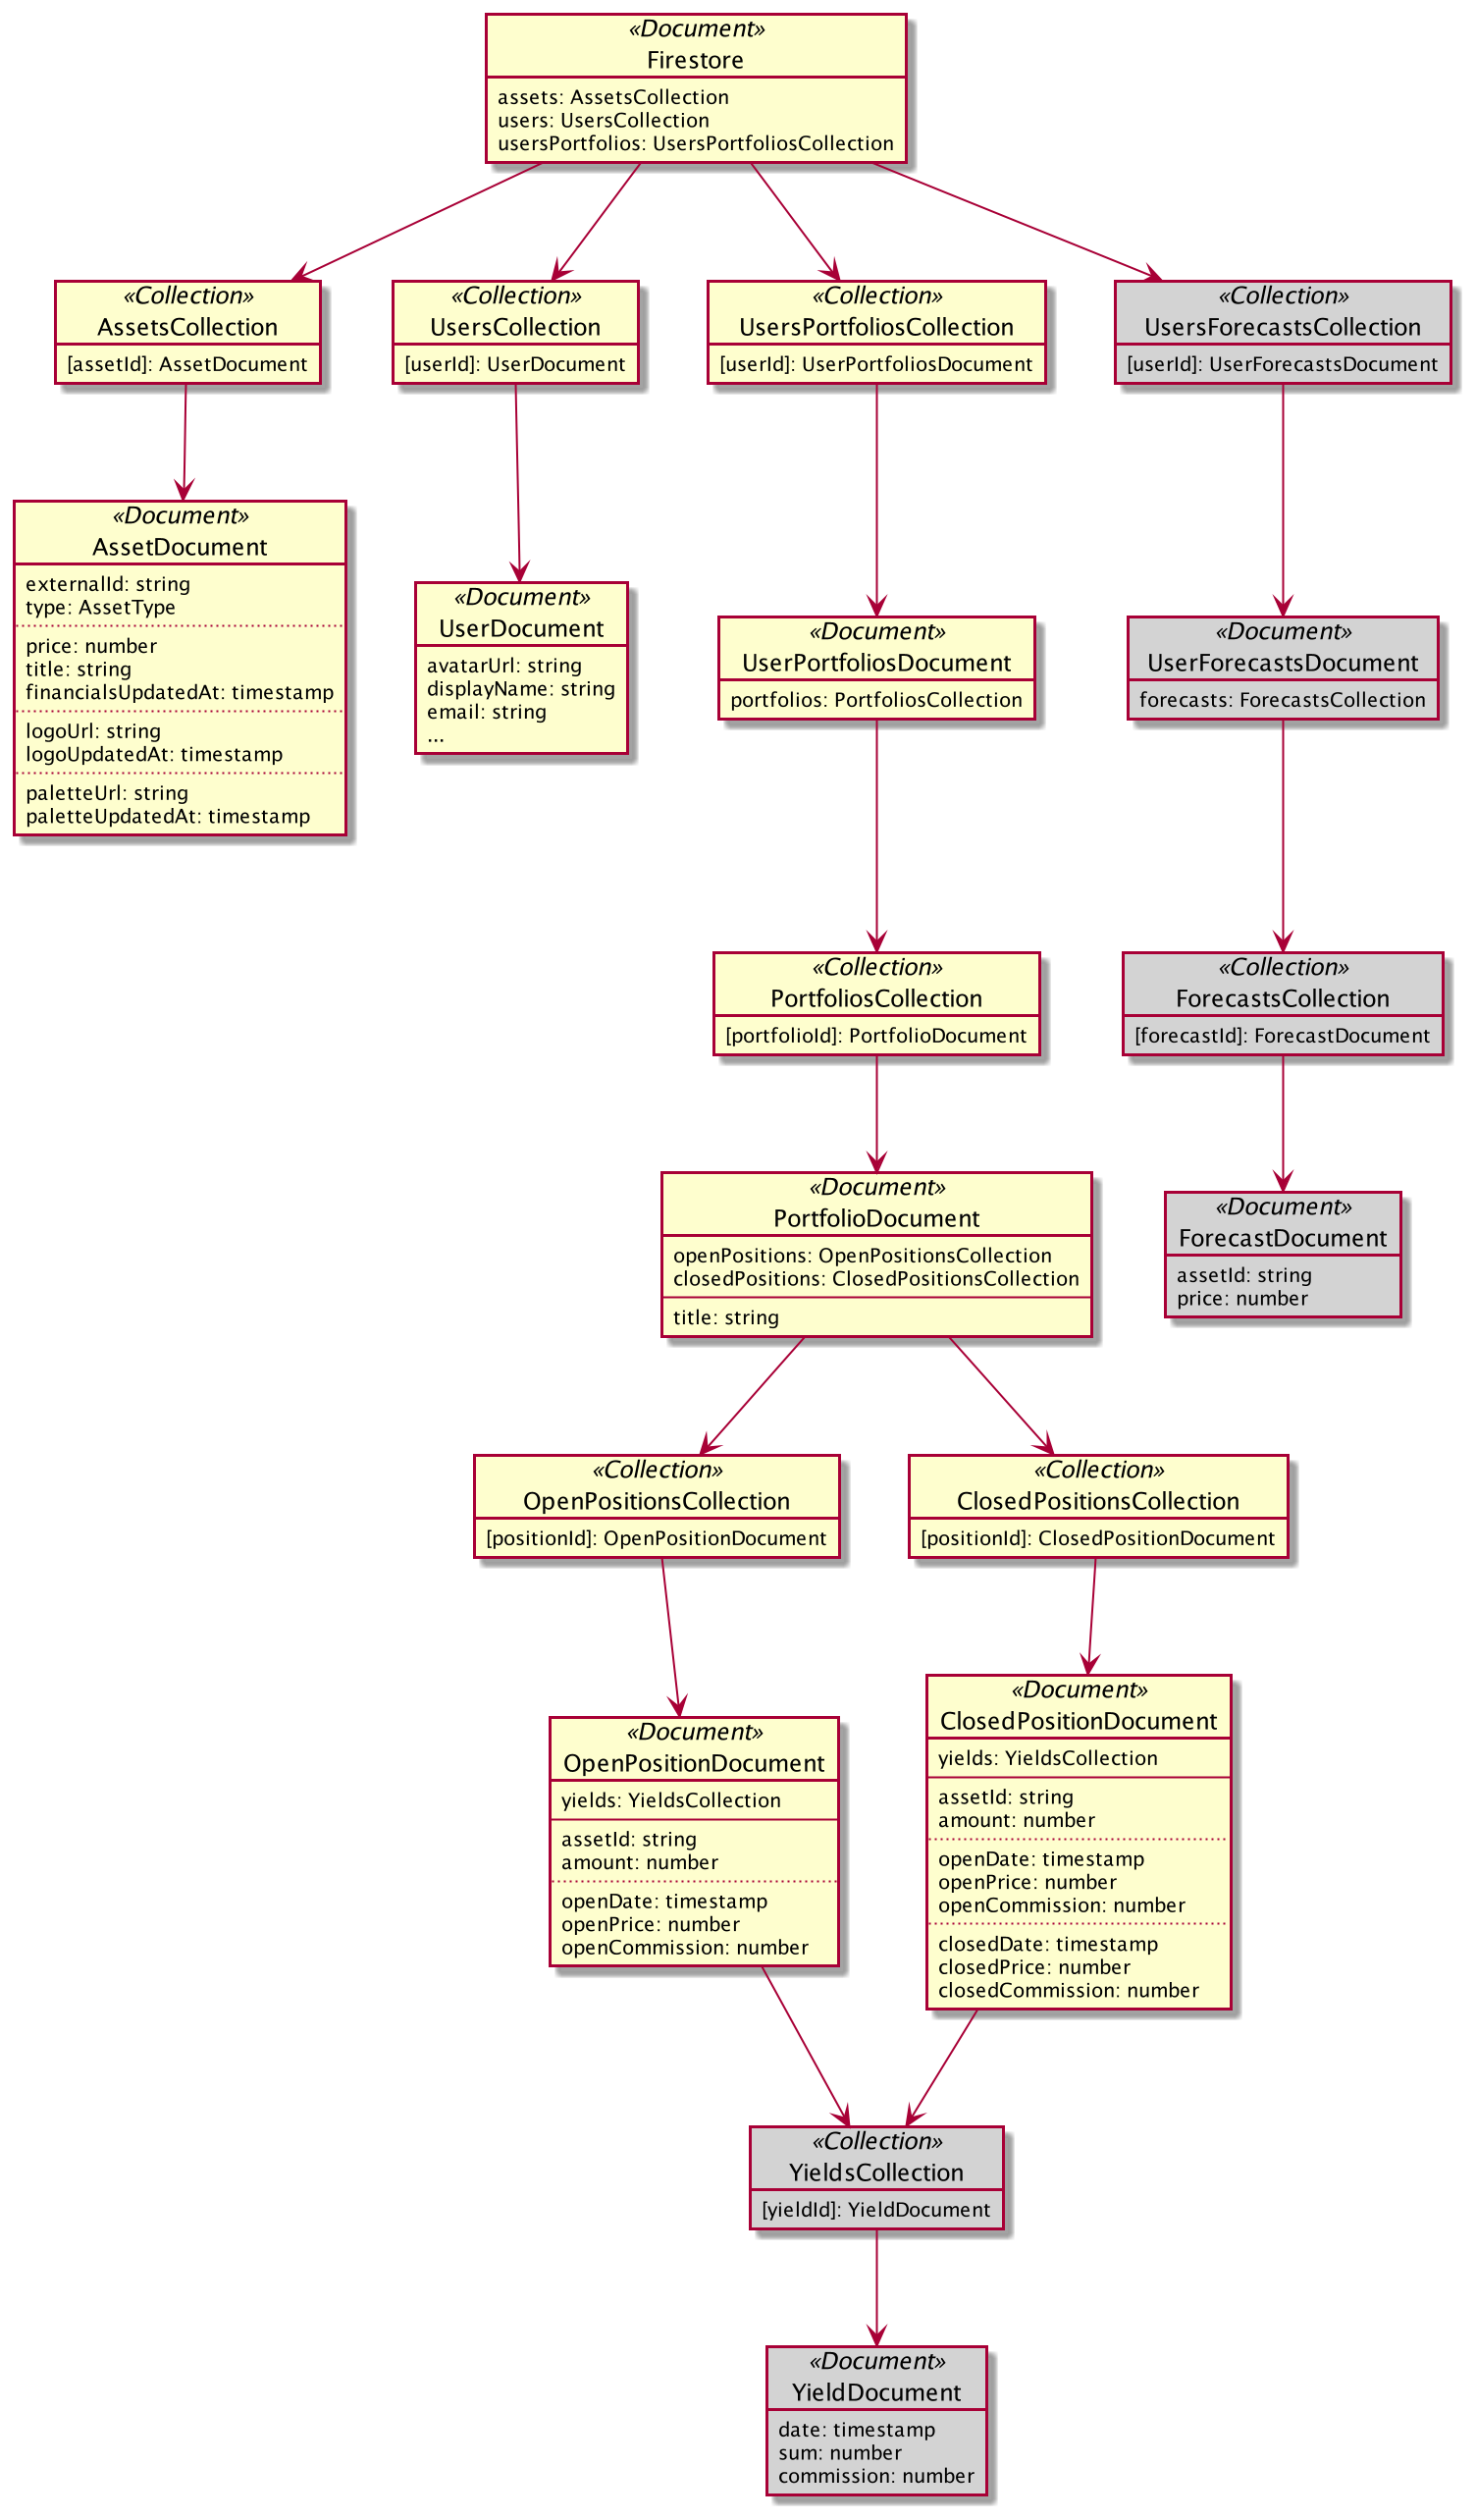 «Document»
Firestore
assets: AssetsCollection
users: UsersCollection
usersPortfolios: UsersPortfoliosCollection
«Collection»
AssetsCollection
[assetId]: AssetDocument
«Collection»
UsersCollection
[userId]: UserDocument
«Collection»
UsersPortfoliosCollection
[userId]: UserPortfoliosDocument
«Collection»
UsersForecastsCollection
[userId]: UserForecastsDocument
«Document»
AssetDocument
externalId: string
type: AssetType
price: number
title: string
financialsUpdatedAt: timestamp
logoUrl: string
logoUpdatedAt: timestamp
paletteUrl: string
paletteUpdatedAt: timestamp
«Document»
UserDocument
avatarUrl: string
displayName: string
email: string
...
«Document»
UserPortfoliosDocument
portfolios: PortfoliosCollection
«Document»
UserForecastsDocument
forecasts: ForecastsCollection
«Collection»
PortfoliosCollection
[portfolioId]: PortfolioDocument
«Collection»
ForecastsCollection
[forecastId]: ForecastDocument
«Document»
PortfolioDocument
openPositions: OpenPositionsCollection
closedPositions: ClosedPositionsCollection
title: string
«Document»
ForecastDocument
assetId: string
price: number
«Collection»
OpenPositionsCollection
[positionId]: OpenPositionDocument
«Collection»
ClosedPositionsCollection
[positionId]: ClosedPositionDocument
«Document»
OpenPositionDocument
yields: YieldsCollection
assetId: string
amount: number
openDate: timestamp
openPrice: number
openCommission: number
«Document»
ClosedPositionDocument
yields: YieldsCollection
assetId: string
amount: number
openDate: timestamp
openPrice: number
openCommission: number
closedDate: timestamp
closedPrice: number
closedCommission: number
«Collection»
YieldsCollection
[yieldId]: YieldDocument
«Document»
YieldDocument
date: timestamp
sum: number
commission: number